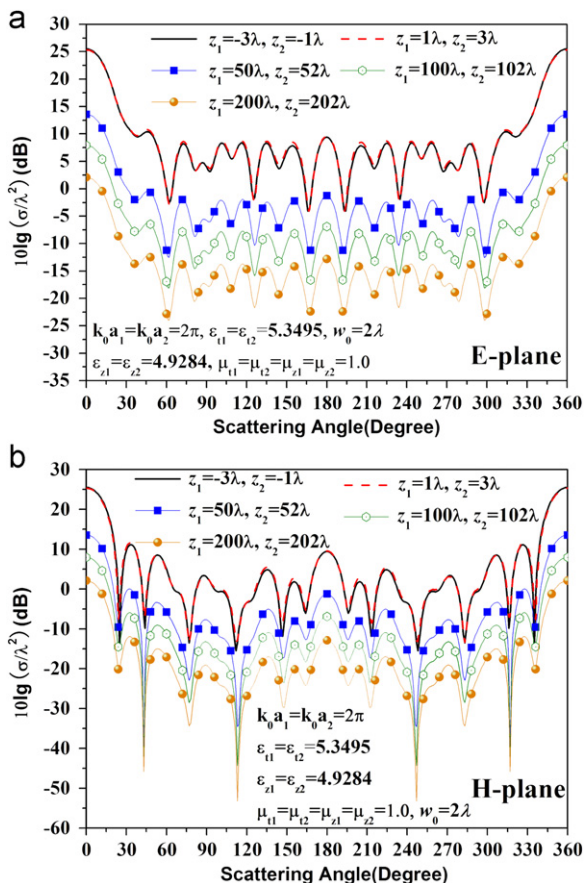 a
z₁=-3λ, z₂=-1λ
z₁=1λ, z₂=3λ
z₁=50λ, z₂=52λ
z₁=100λ, z₂=102λ
z₁=200λ, z₂=202λ
30
25
20
15
10
5
0
-5
-10
-15
-20
-25
-30
-35
10lg (σ/λ²) (dB)
k₀a₁=k₀a₂=2π, εt1=εt2=5.3495, w₀=2λ
εz1=εz2=4.9284, μt1=μt2=μz1=μz2=1.0
E-plane
0 30 60 90 120 150 180 210 240 270 300 330 360
Scattering Angle(Degree)
b
z₁=-3λ, z₂=-1λ
z₁=1λ, z₂=3λ
z₁=50λ, z₂=52λ
z₁=100λ, z₂=102λ
z₁=200λ, z₂=202λ
30
20
10
0
-10
-20
-30
-40
-50
-60
10lg (σ/λ²) (dB)
k₀a₁=k₀a₂=2π
εt1=εt2=5.3495
εz1=εz2=4.9284
μt1=μt2=μz1=μz2=1.0, w₀=2λ
H-plane
0 30 60 90 120 150 180 210 240 270 300 330 360
Scattering Angle(Degree)